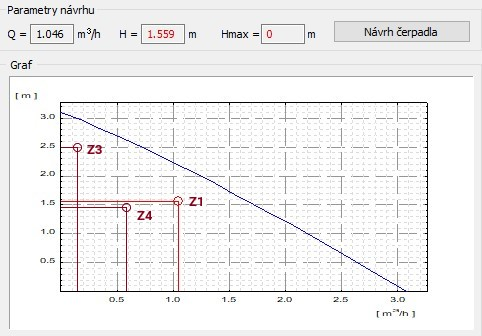 Parametry návrhu
Q = 1.046 m³/h H = 1.559 m Hmax = 0 m Návrh čerpadla
Graf
[ m ]
3.0
Z3
2.5
2.0
Z1
1.5
Z4
1.0
0.5
0.5 1.0 1.5 2.0 2.5 3.0